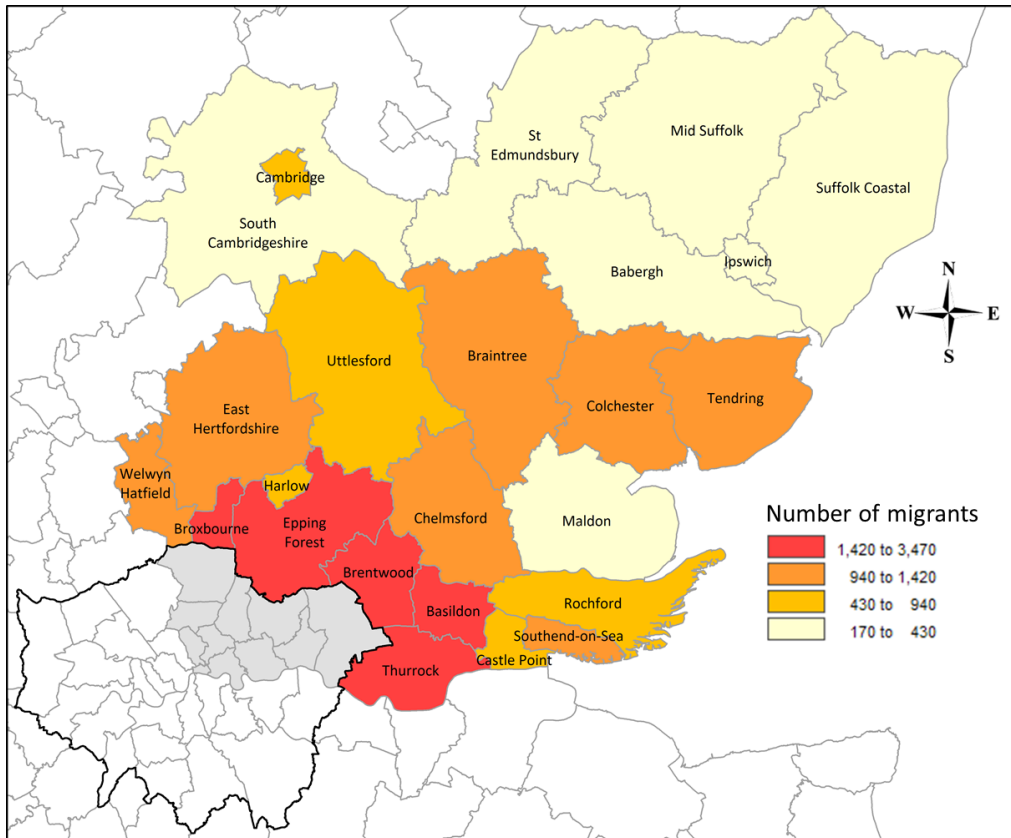 St
Edmundsbury
Mid Suffolk
Cambridge
Suffolk Coastal
South
Cambridgeshire
Ipswich
Babergh
N
W
E
S
Uttlesford
Braintree
Tendring
Colchester
East
Hertfordshire
Welwyn
Hatfield
Harlow
Chelmsford
Maldon
Broxbourne
Epping
Forest
Brentwood
Basildon
Rochford
Southend-on-Sea
Castle Point
Thurrock
Number of migrants
1,420 to 3,470
940 to 1,420
430 to 940
170 to 430